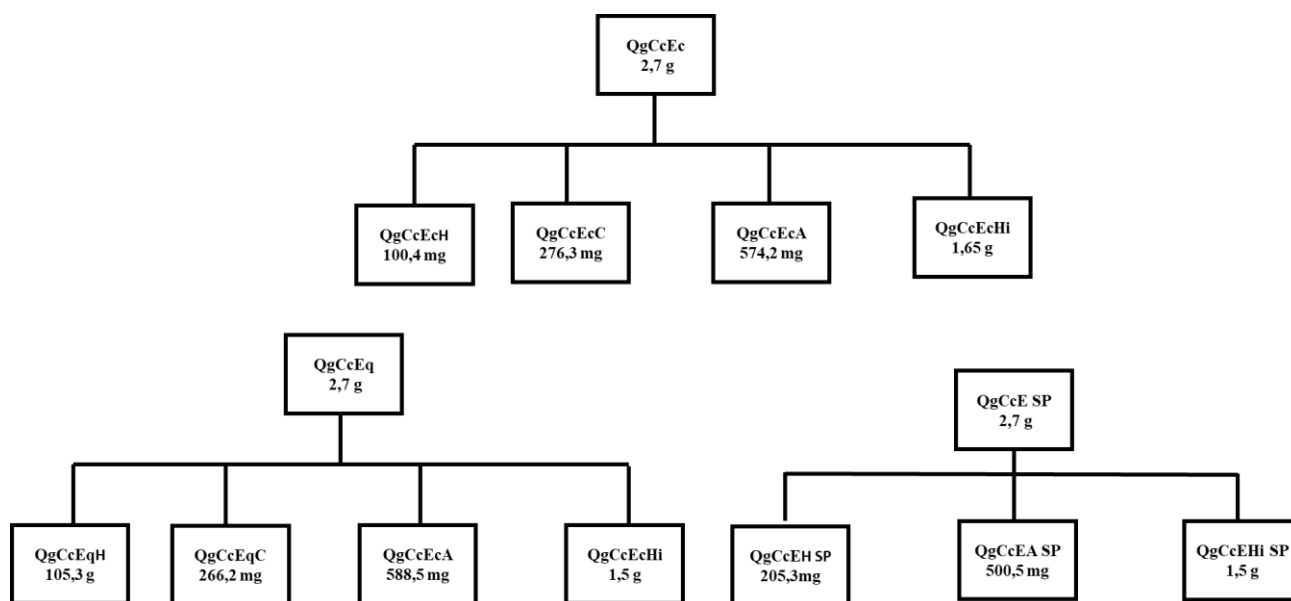 QgCcEc
2,7 g
QgCcEcH
100,4 mg
QgCcEcC
276,3 mg
QgCcEcA
574,2 mg
QgCcEcHi
1,65 g
QgCcEq
2,7 g
QgCcE SP
2,7 g
QgCcEqH
105,3 g
QgCcEqC
266,2 mg
QgCcEcA
588,5 mg
QgCcEcHi
1,5 g
QgCcEH SP
205,3mg
QgCcEA SP
500,5 mg
QgCcEHi SP
1,5 g